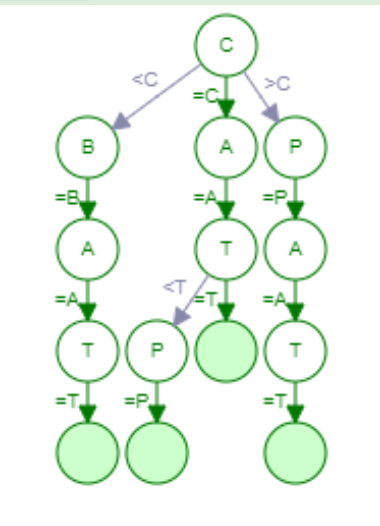 C
<C =C >C
B A P
=B =A =P
A T A
=A <T =T =A
T P T
=T =P =T